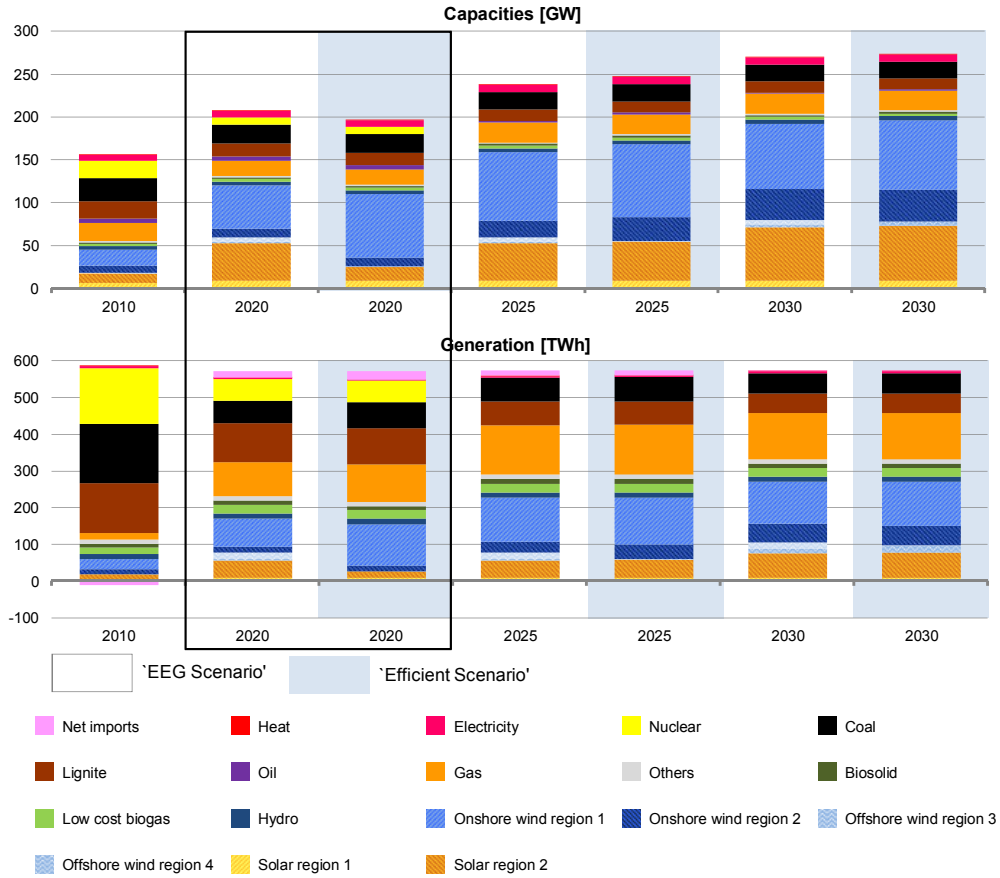 Capacities [GW]
300
250
200
150
100
50
0
2010 2020 2020 2025 2025 2030 2030
Generation [TWh]
600
500
400
300
200
100
0
-100
2010 2020 2020 2025 2025 2030 2030
`EEG Scenario' `Efficient Scenario'
Net imports Heat Electricity Nuclear Coal
Lignite Oil Gas Others Biosolid
Low cost biogas Hydro Onshore wind region 1 Onshore wind region 2 Offshore wind region 3
Offshore wind region 4 Solar region 1 Solar region 2